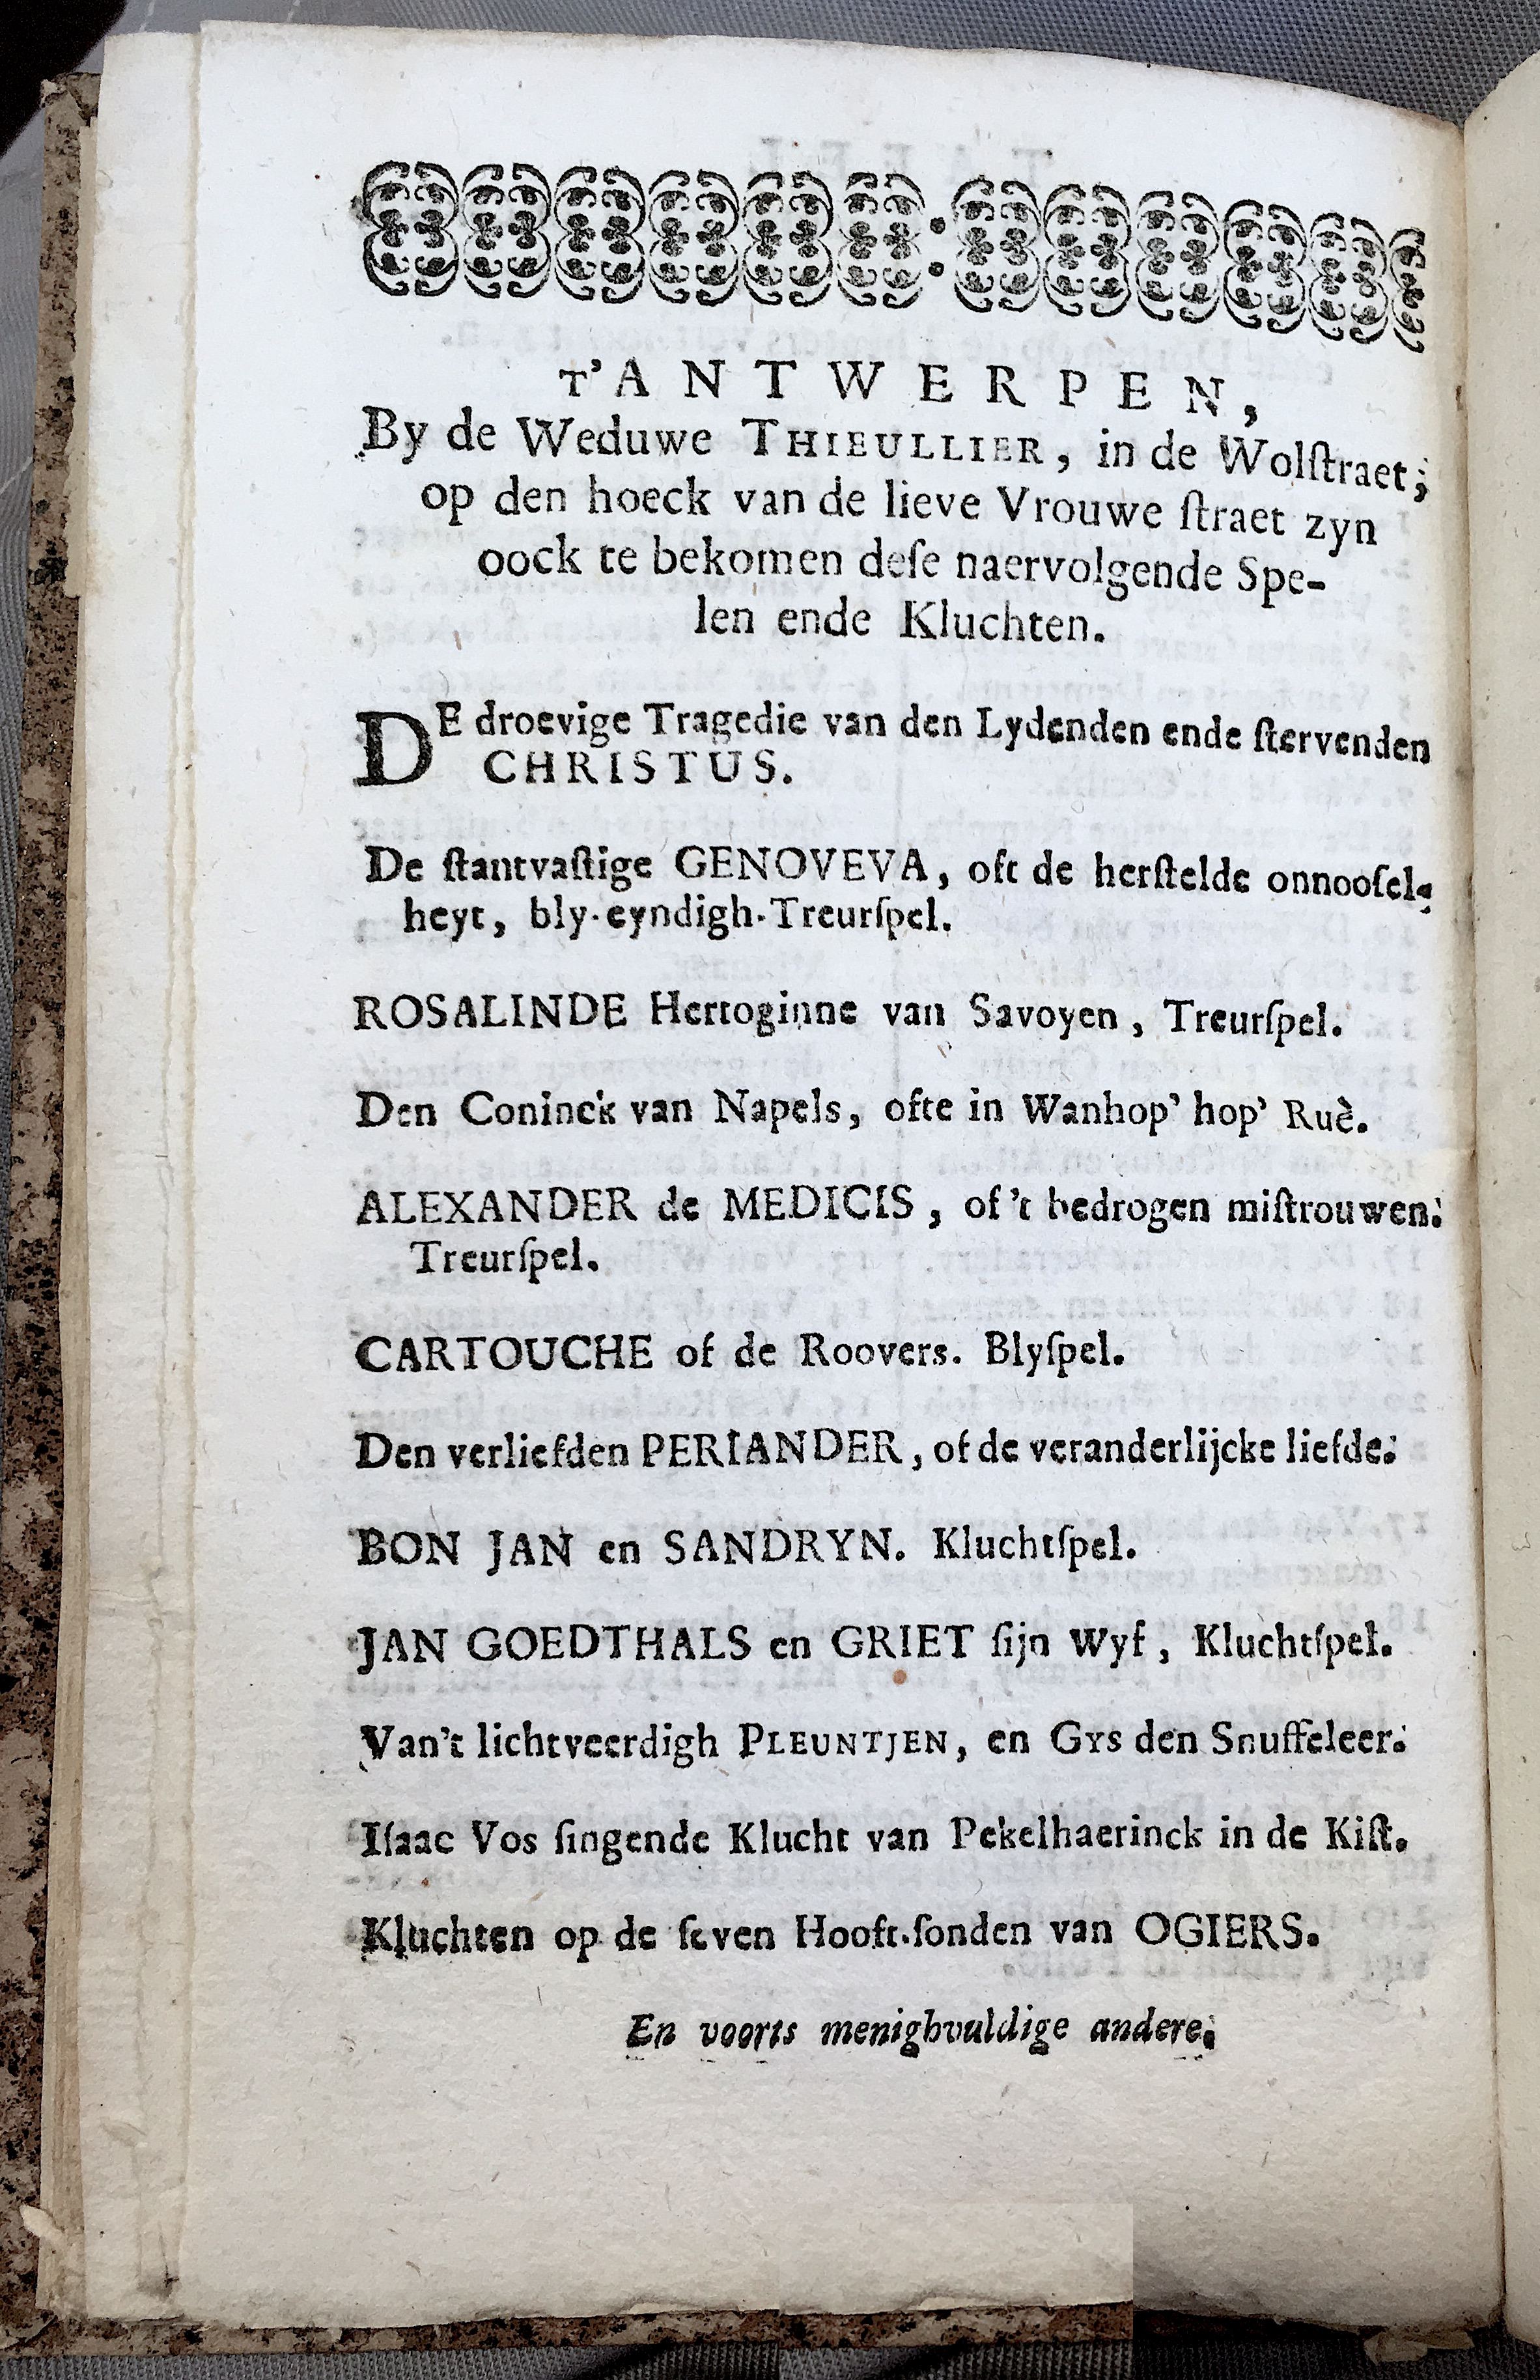 T'ANTWERPEN,
By de Weduwe THIEULLIER, in de Wolſtraet;
op den hoeck van de lieve Vrouwe ſtraet zyn
oock te bekomen deſe naervolgende Spe-
len ende Kluchten.
DE droevige Tragedie van den Lydenden ende ſtervenden
CHRISTUS.
De ſtantvaſtige GENOVEVA, oft de herſtelde onnooſel-
heyt, bly-eyndigh-Treurſpel.
ROSALINDE Hertoginne van Savoyen, Treurſpel.
Den Coninck van Napels, ofte in Wanhop' hop' Ruè.
ALEXANDER de MEDICIS, of 't bedrogen miſtrouwen.
Treurſpel.
CARTOUCHE of de Roovers. Blyſpel.
Den verliefden PERIANDER, of de veranderlijcke liefde.
BON JAN en SANDRYN. Kluchtſpel.
JAN GOEDTHALS en GRIET ſijn Wyf, Kluchtſpel.
Van't lichtveerdigh PLEUNTJEN, en GYS den Snuffeleer.
Iſaac Vos ſingende Klucht van Pekelhaerinck in de Kiſt.
Kluchten op de ſeven Hooft-ſonden van OGIERS.
En voorts menighvuldige andere.